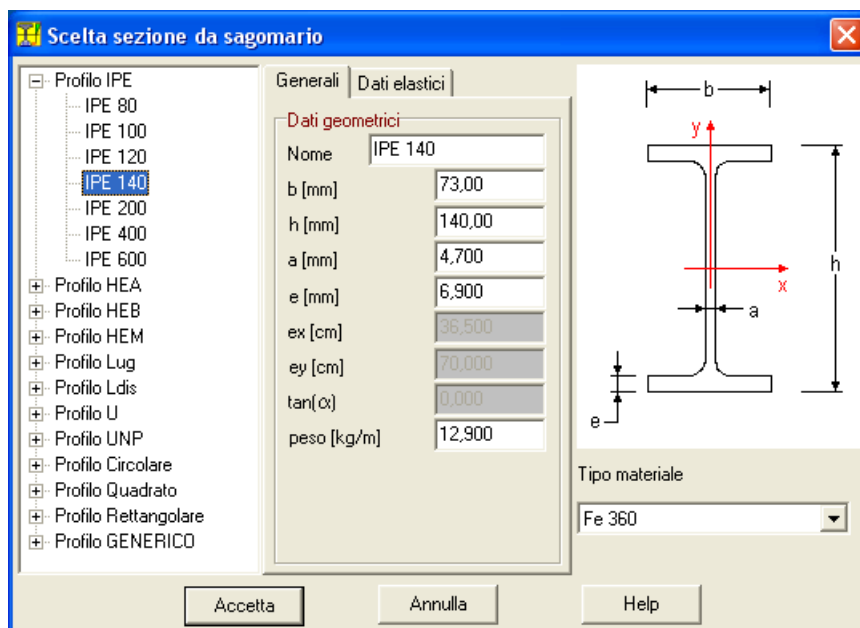 Scelta sezione da sagomario
Profilo IPE
IPE 80
IPE 100
IPE 120
IPE 140
IPE 200
IPE 400
IPE 600
Profilo HEA
Profilo HEB
Profilo HEM
Profilo Lug
Profilo Ldis
Profilo U
Profilo UNP
Profilo Circolare
Profilo Quadrato
Profilo Rettangolare
Profilo GENERICO
Generali
Dati elastici
Dati geometrici
Nome IPE 140
b [mm] 73,00
h [mm] 140,00
a [mm] 4,700
e [mm] 6,900
ex [cm] 36,500
ey [cm] 70,000
tan(α) 0,000
peso [kg/m] 12,900
b
y
h
x
a
e
Tipo materiale
Fe 360
Accetta
Annulla
Help